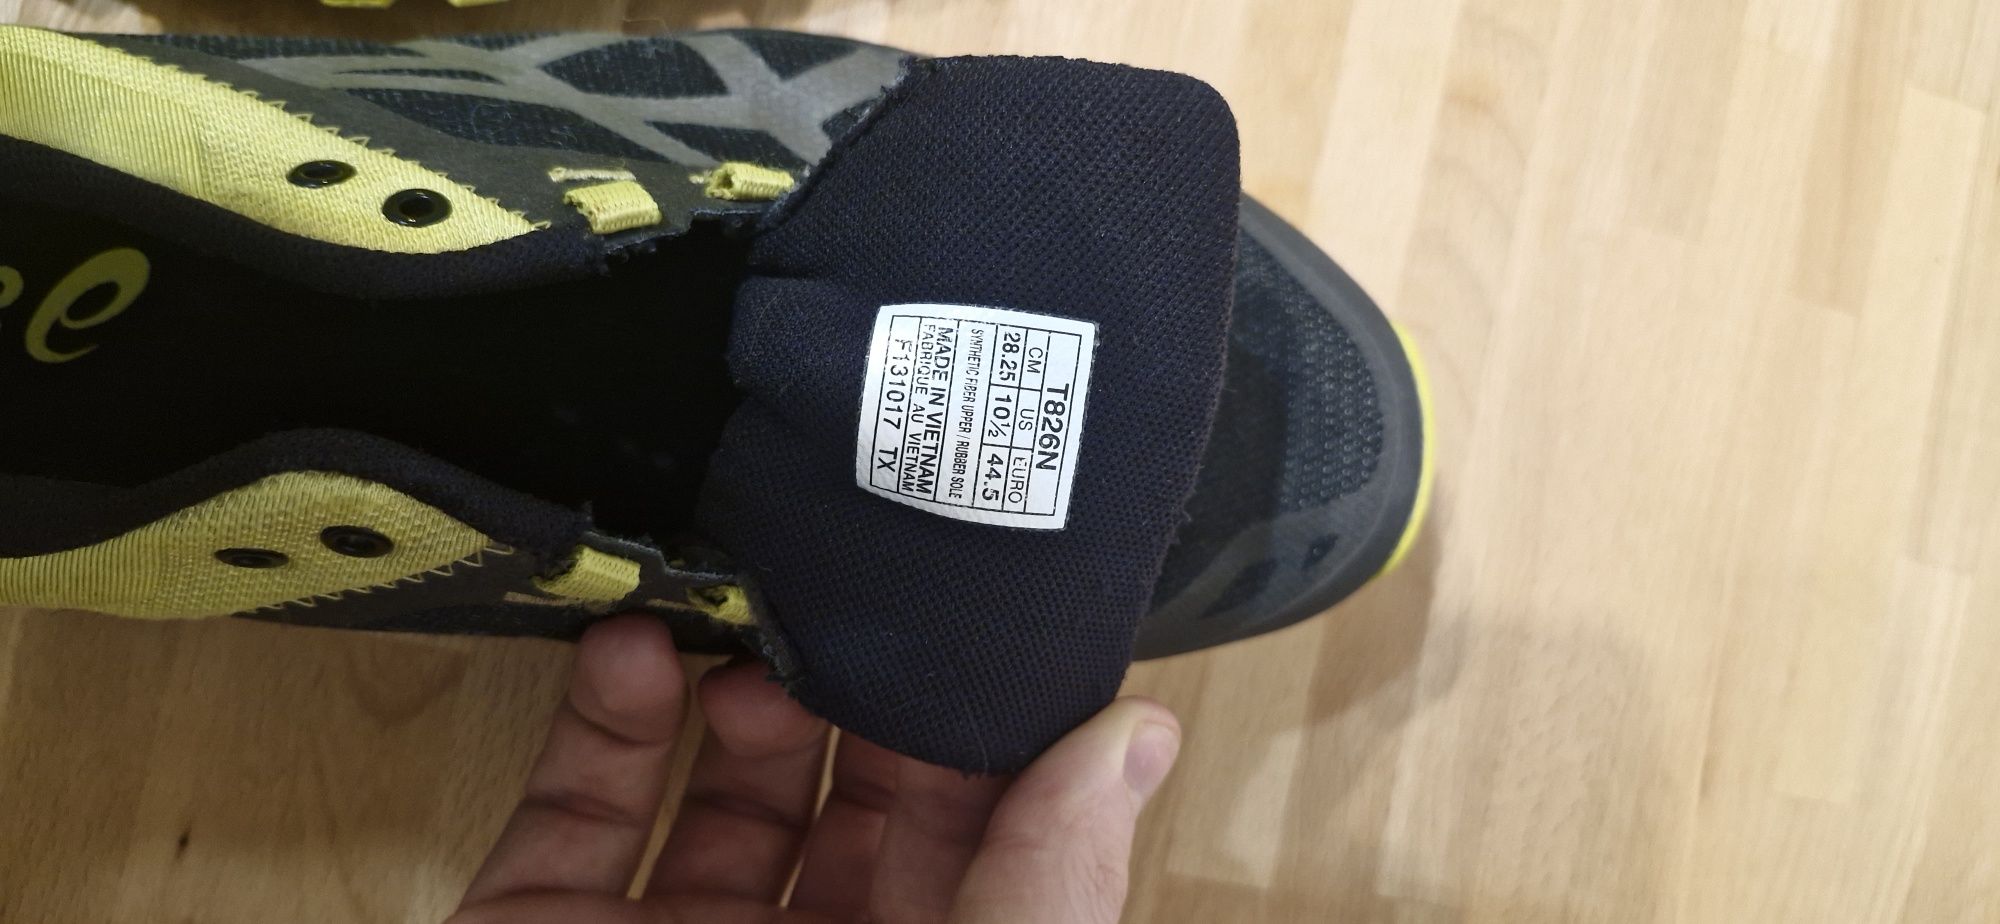 T826N
CM US EURO
28.25 10½ 44.5
SYNTHETIC FIBER UPPER / RUBBER SOLE
MADE IN VIETNAM
FABRIQUE AU VIETNAM
F131017 TX